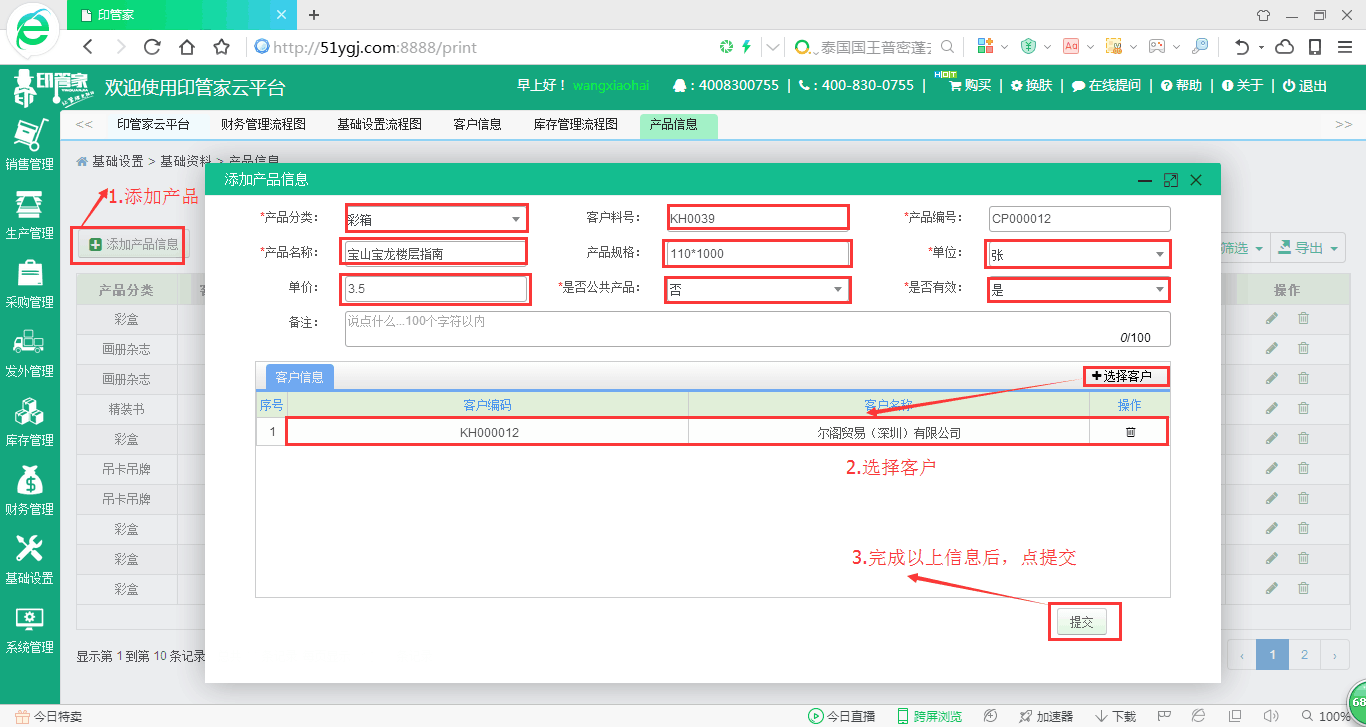 印管家
http://51ygj.com:8888/print
泰国国王普密蓬
印管家
欢迎使用印管家云平台
早上好！ wangxiaohai
: 4008300755 | : 400-830-0755 | HOT 购买 | 换肤 | 在线提问 | 帮助 | 关于 | 退出
<< 印管家云平台 财务管理流程图 基础设置流程图 客户信息 库存管理流程图 产品信息 >>
销售管理
生产管理
采购管理
发外管理
库存管理
财务管理
基础设置
系统管理
基础设置 > 基础资料 > 产品信息
1.添加产品
添加产品信息
筛选 导出
产品分类 操作
彩盒
画册杂志
画册杂志
精装书
彩盒
吊卡吊牌
吊卡吊牌
彩盒
彩盒
彩盒
显示第 1 到第 10 条记录
‹ 1 2 ›
添加产品信息
*产品分类： 彩箱 客户料号： KH0039 *产品编号： CP000012
*产品名称： 宝山宝龙楼层指南 产品规格： 110*1000 *单位： 张
单价： 3.5 *是否公共产品： 否 *是否有效： 是
备注： 说点什么...100个字符以内
0/100
客户信息 选择客户
序号 客户编码 客户名称 操作
1 KH000012 尔阁贸易（深圳）有限公司
2.选择客户
3.完成以上信息后，点提交
提交
今日特卖 今日直播 跨屏浏览 加速器 下载 100%
68